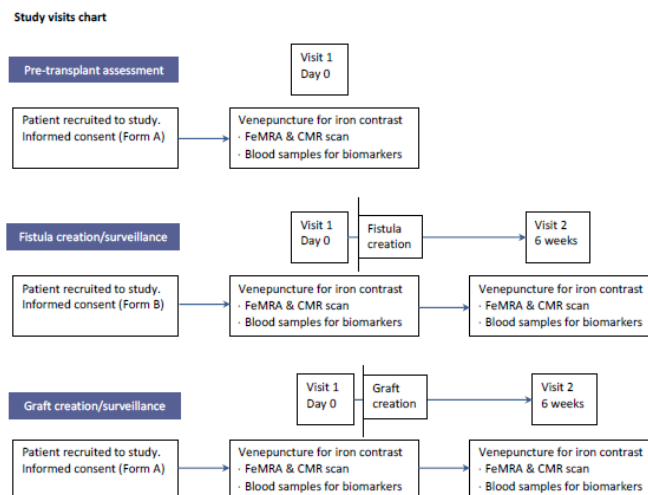 Study visits chart
Pre-transplant assessment
Visit 1
Day 0
Patient recruited to study.
Informed consent (Form A)
Venepuncture for iron contrast
· FeMRA & CMR scan
· Blood samples for biomarkers
Fistula creation/surveillance
Visit 1
Day 0
Fistula
creation
Visit 2
6 weeks
Patient recruited to study.
Informed consent (Form B)
Venepuncture for iron contrast
· FeMRA & CMR scan
· Blood samples for biomarkers
Venepuncture for iron contrast
· FeMRA & CMR scan
· Blood samples for biomarkers
Graft creation/surveillance
Visit 1
Day 0
Graft
creation
Visit 2
6 weeks
Patient recruited to study.
Informed consent (Form A)
Venepuncture for iron contrast
· FeMRA & CMR scan
· Blood samples for biomarkers
Venepuncture for iron contrast
· FeMRA & CMR scan
· Blood samples for biomarkers